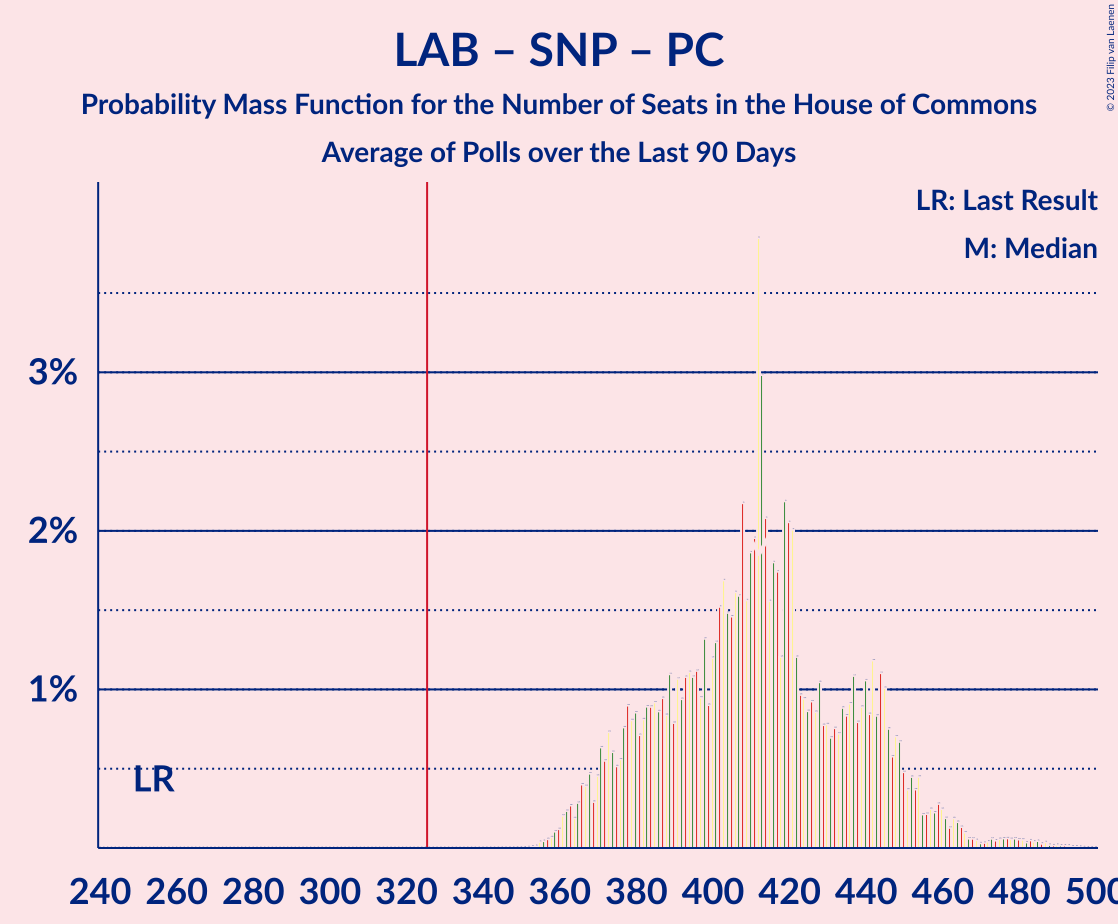 LAB – SNP – PC
Probability Mass Function for the Number of Seats in the House of Commons
Average of Polls over the Last 90 Days
© 2023 Filip van Laenen
LR: Last Result
M: Median
3%
2%
1%
LR
240 260 280 300 320 340 360 380 400 420 440 460 480 500